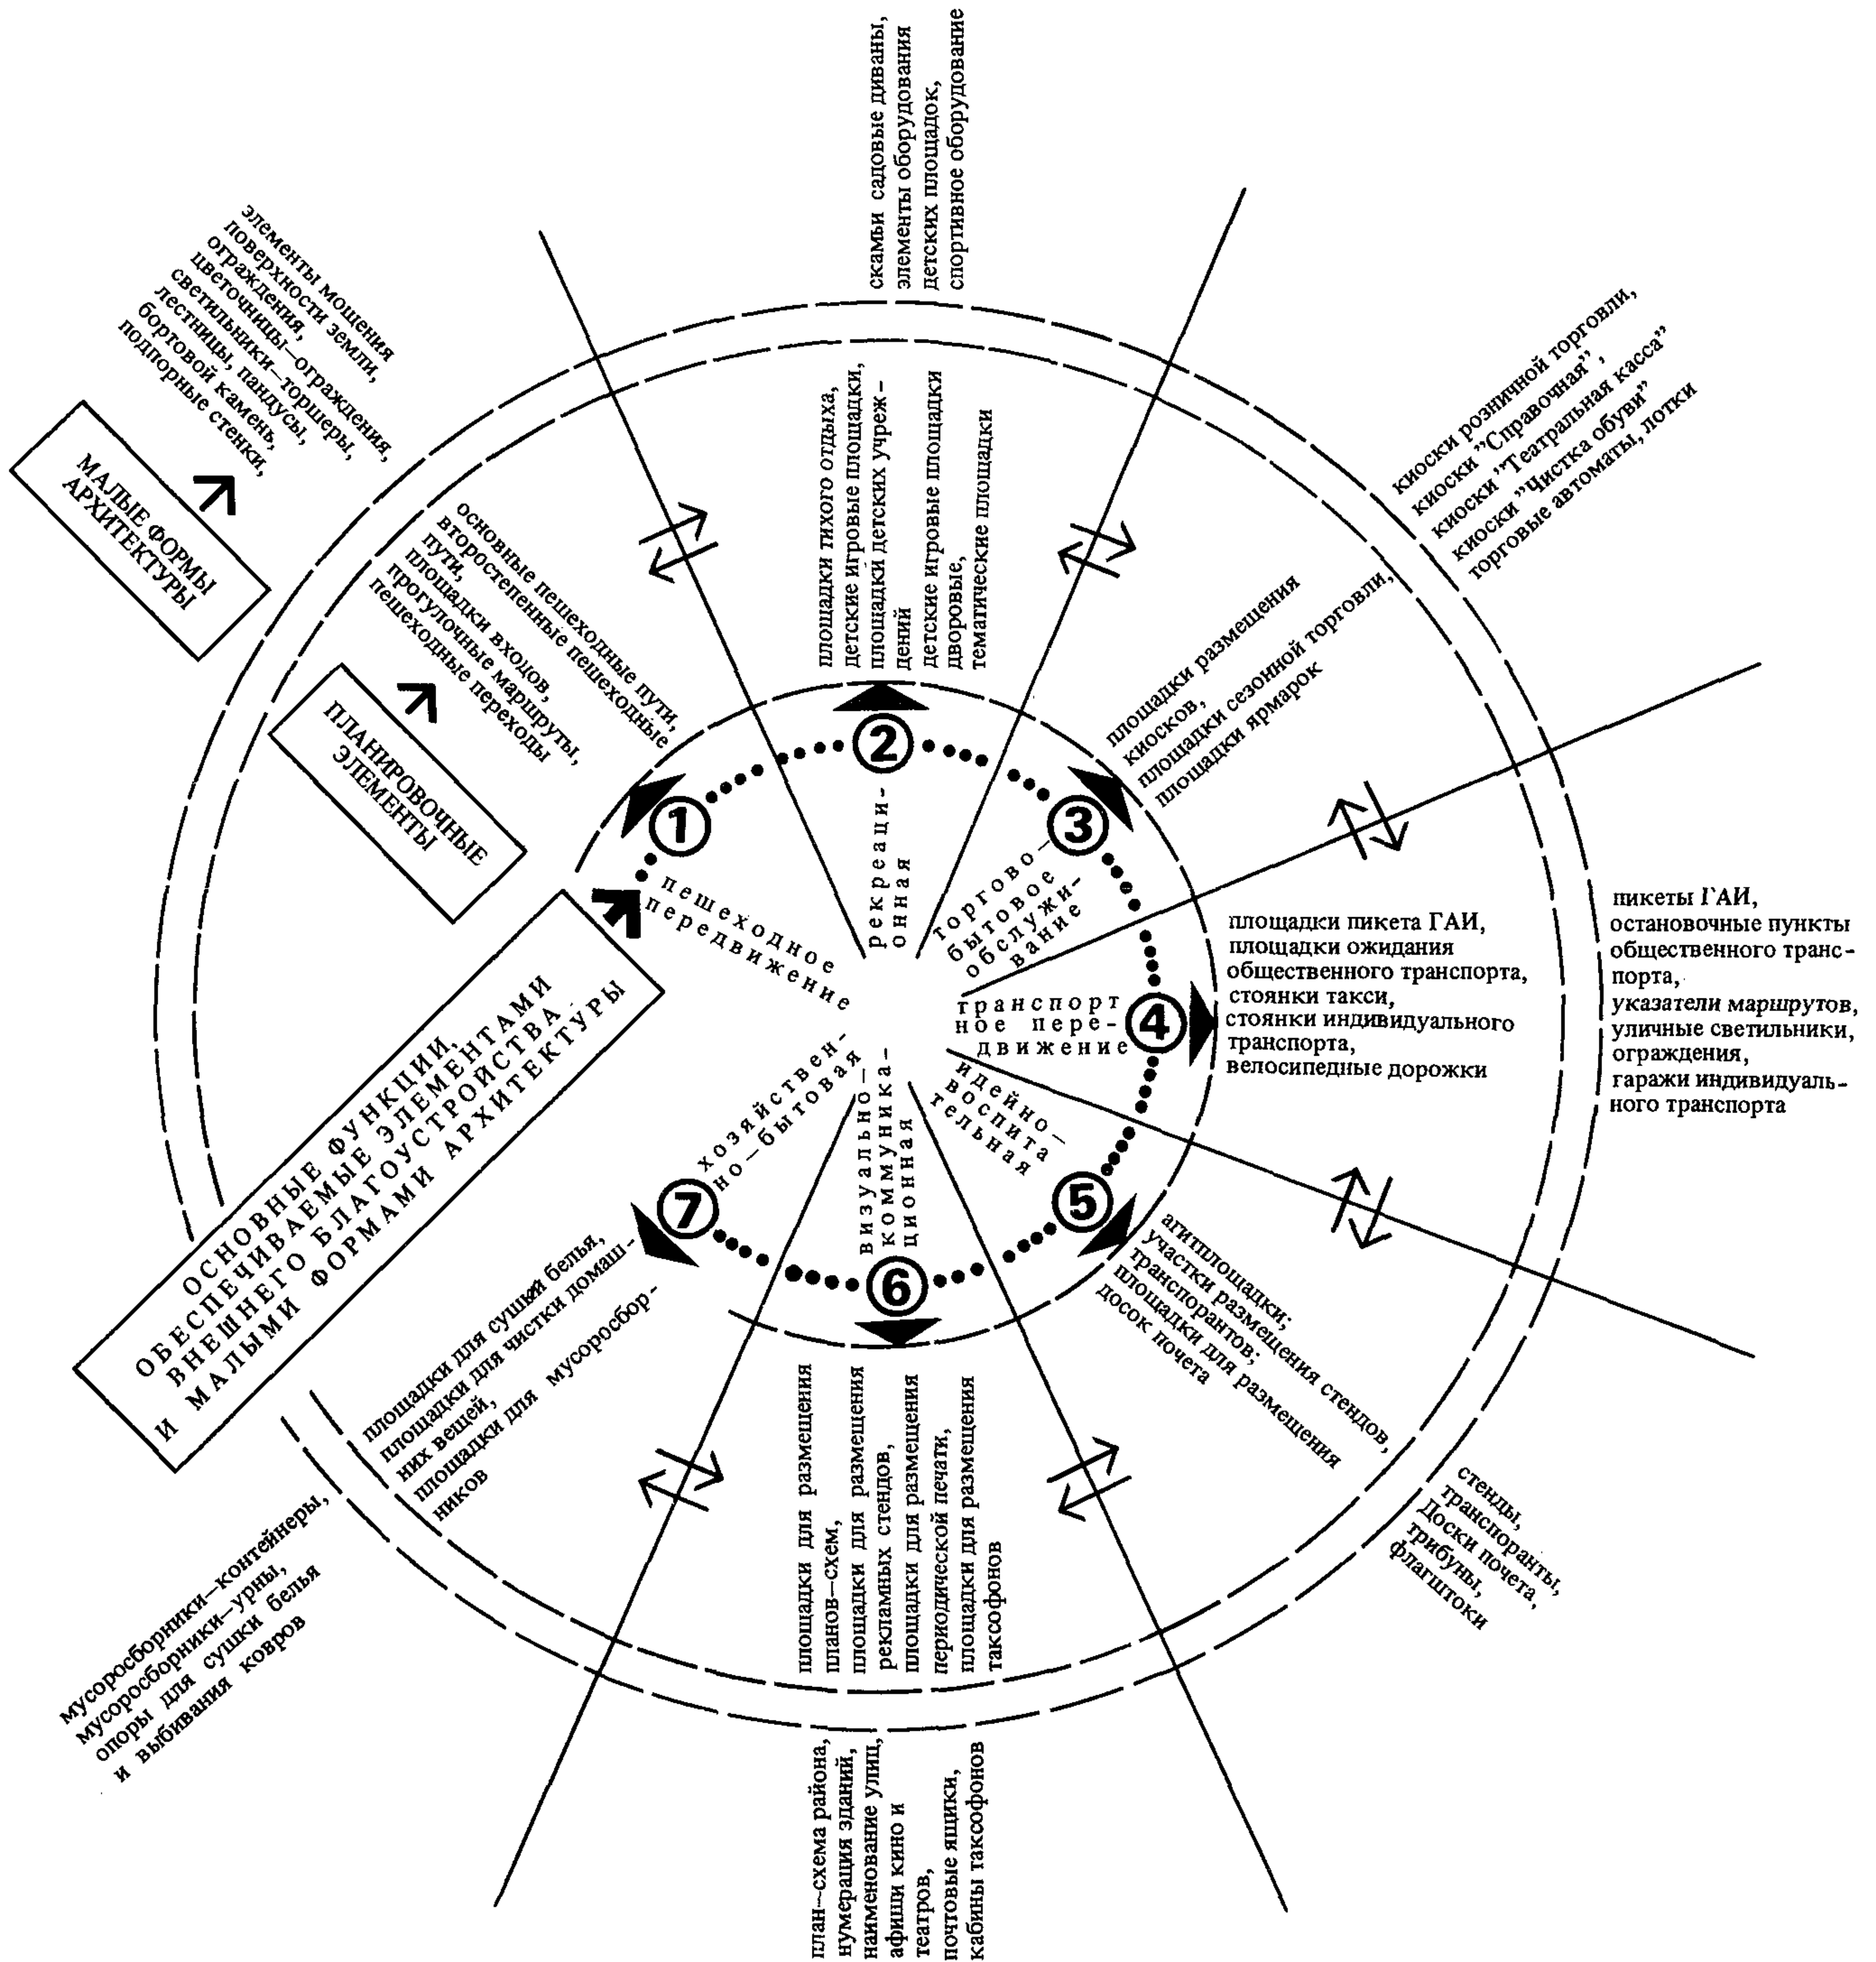 МАЛЫЕ ФОРМЫ
АРХИТЕКТУРЫ
элементы мощения
поверхности земли,
ограждения,
цветочницы—ограждения,
светильники—торшеры,
лестницы, пандусы,
бортовой камень,
подпорные стенки,
ПЛАНИРОВОЧНЫЕ
ЭЛЕМЕНТЫ
основные пешеходные пути,
второстепенные пешеходные
пути,
площадки входов,
прогулочные маршруты,
пешеходные переходы
ОСНОВНЫЕ ФУНКЦИИ,
ОБЕСПЕЧИВАЕМЫЕ ЭЛЕМЕНТАМИ
ВНЕШНЕГО БЛАГОУСТРОЙСТВА
И МАЛЫМИ ФОРМАМИ АРХИТЕКТУРЫ
1
пешеходное
передвижение
скамьи садовые диваны,
элементы оборудования
детских площадок,
спортивное оборудование
площадки тихого отдыха,
детские игровые площадки,
площадки детских учреж–
дений
детские игровые площадки
дворовые,
тематические площадки
2
рекреаци-
онная
киоски розничной торговли,
киоски "Справочная",
киоски "Театральная касса"
киоски "Чистка обуви"
торговые автоматы, лотки
площадки размещения
киосков,
площадки сезонной торговли,
площадки ярмарок
3
торгово—
бытовое
обслужи-
вание
4
транспорт
ное пере-
движение
площадки пикета ГАИ,
площадки ожидания
общественного транспорта,
стоянки такси,
стоянки индивидуального
транспорта,
велосипедные дорожки
пикеты ГАИ,
остановочные пункты
общественного транс-
порта,
указатели маршрутов,
уличные светильники,
ограждения,
гаражи индивидуаль-
ного транспорта
5
идейно—
воспита
тельная
агитплощадки;
участки размещения стендов,
транспорантов;
площадки для размещения
досок почета
стенды,
транспоранты,
Доски почета,
трибуны,
флагштоки
6
визуально—
коммуника-
ционная
площадки для размещения
планов—схем,
площадки для размещения
рекламных стендов,
площадки для размещения
периодической печати,
площадки для размещения
таксофонов
план—схема района,
нумерация зданий,
наименование улиц,
афиши кино и
театров,
почтовые ящики,
кабины таксофонов
7
хозяйствен-
но—бытовая
площадки для сушки белья,
площадки для чистки домаш-
них вещей,
площадки для мусоросбор-
ников
мусоросборники—контейнеры,
мусоросборники—урны,
опоры для сушки белья
и выбивания ковров